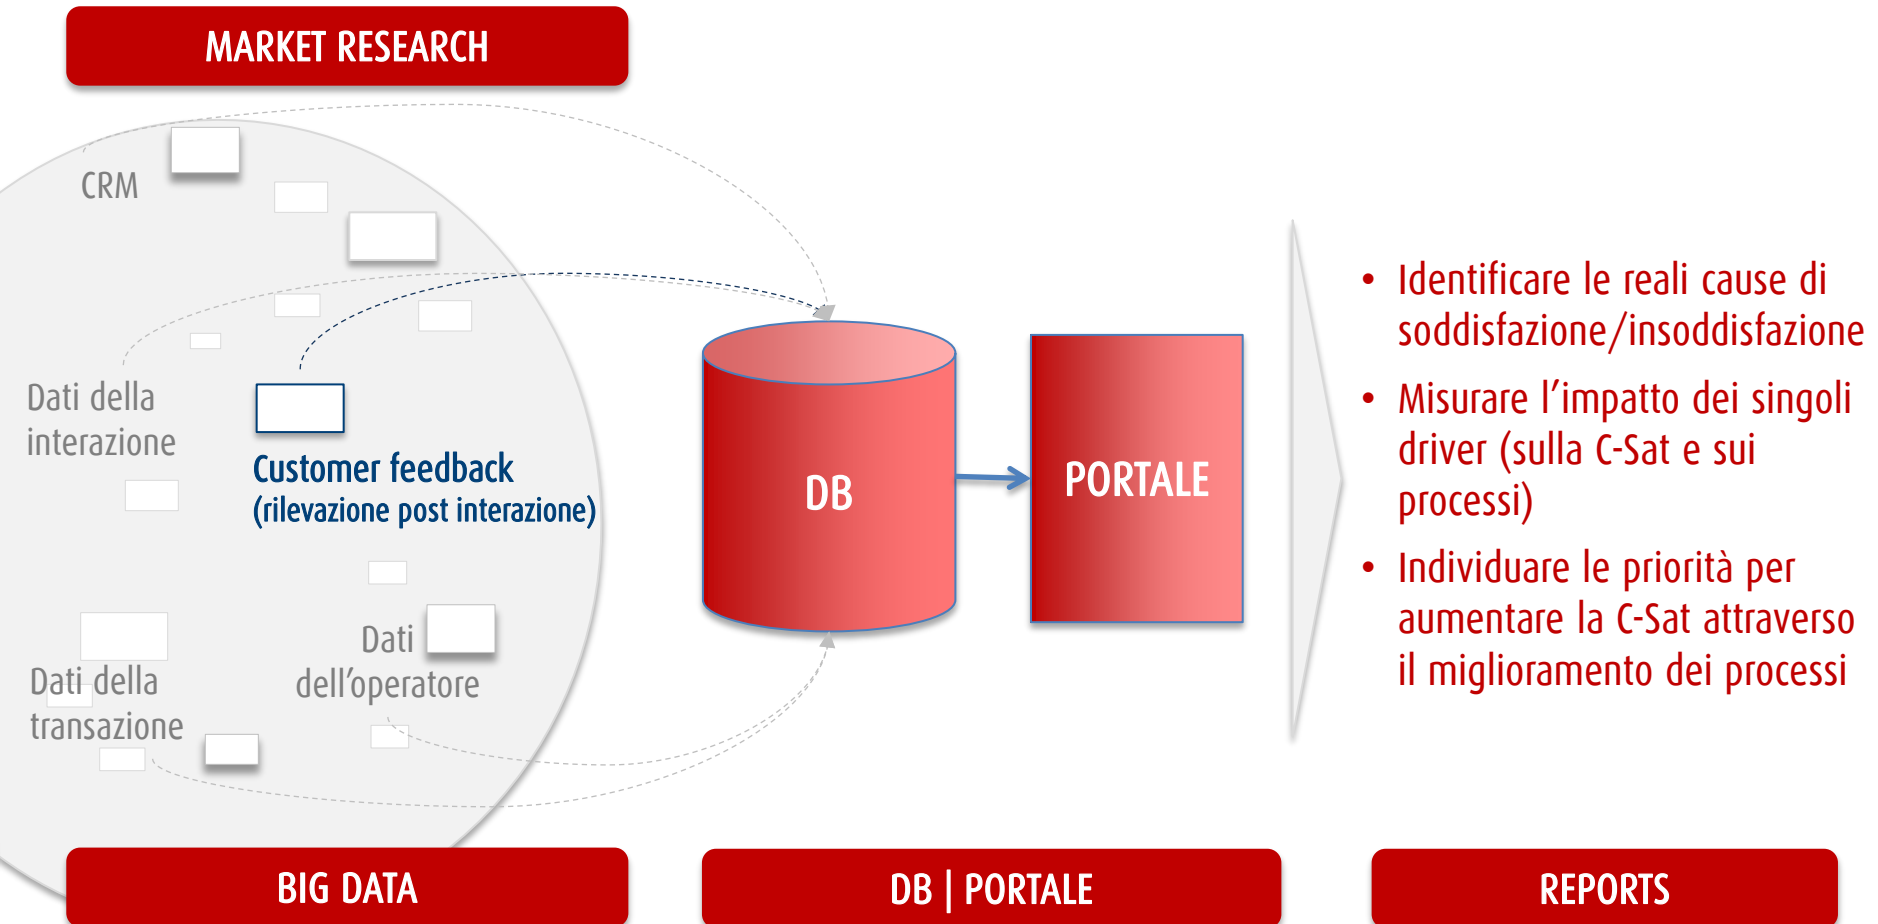 MARKET RESEARCH
CRM
Dati della
interazione
Customer feedback
(rilevazione post interazione)
Dati
dell’operatore
Dati della
transazione
DB
PORTALE
• Identificare le reali cause di
soddisfazione/insoddisfazione
• Misurare l’impatto dei singoli
driver (sulla C-Sat e sui
processi)
• Individuare le priorità per
aumentare la C-Sat attraverso
il miglioramento dei processi
BIG DATA
DB | PORTALE
REPORTS